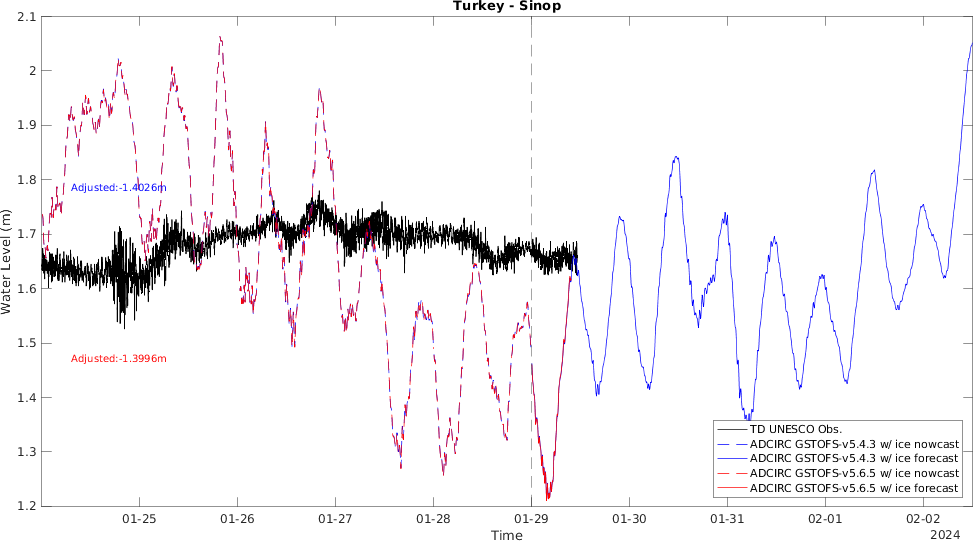 Turkey - Sinop
2.1
2
1.9
1.8
1.7
1.6
1.5
1.4
1.3
1.2
Water Level (m)
Adjusted:-1.4026m
Adjusted:-1.3996m
TD UNESCO Obs.
ADCIRC GSTOFS-v5.4.3 w/ ice nowcast
ADCIRC GSTOFS-v5.4.3 w/ ice forecast
ADCIRC GSTOFS-v5.6.5 w/ ice nowcast
ADCIRC GSTOFS-v5.6.5 w/ ice forecast
01-25 01-26 01-27 01-28 01-29 01-30 01-31 02-01 02-02
Time
2024